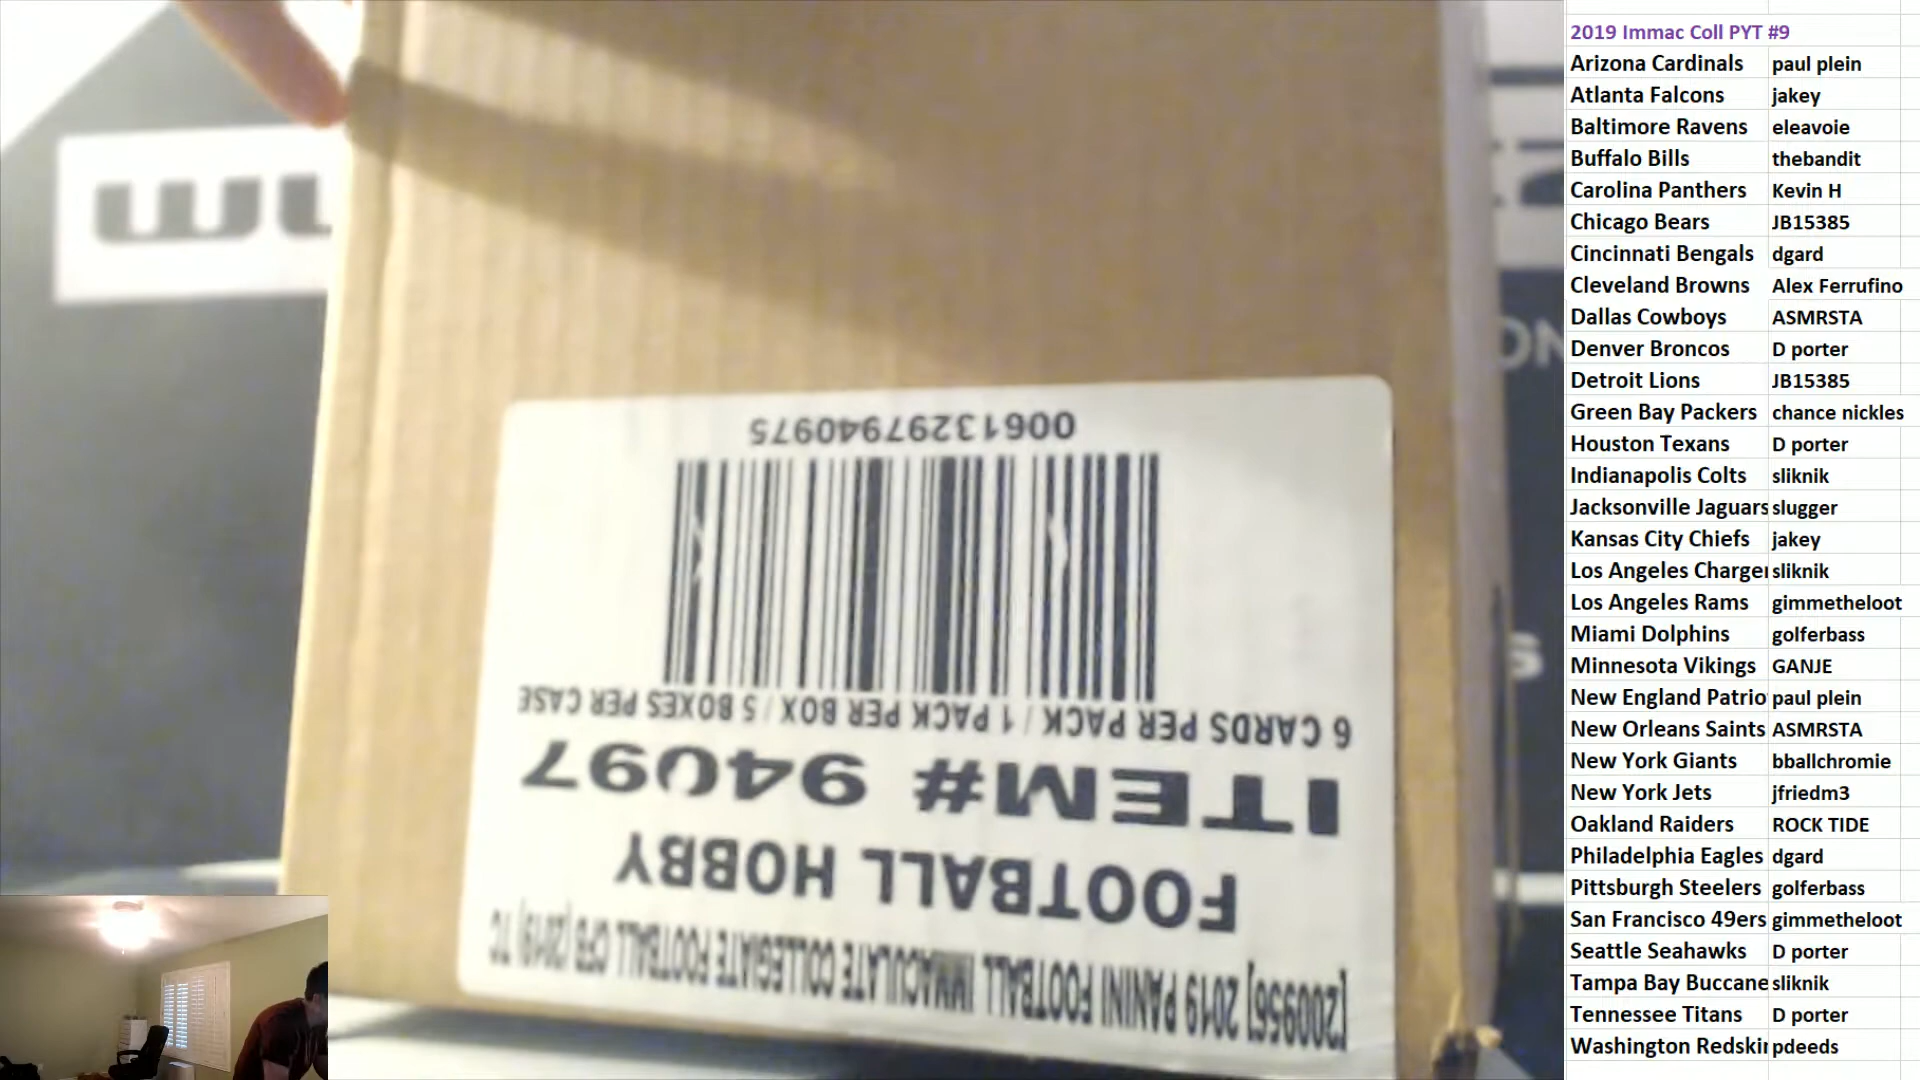 [200956] 2019 PANINI FOOTBALL IMMACULATE COLLEGIATE FOOTBALL CFB [2019] TC
FOOTBALL HOBBY
ITEM# 94097
6 CARDS PER PACK / 1 PACK PER BOX / 5 BOXES PER CASE
00613297940975
2019 Immac Coll PYT #9
Arizona Cardinals paul plein
Atlanta Falcons jakey
Baltimore Ravens eleavoie
Buffalo Bills thebandit
Carolina Panthers Kevin H
Chicago Bears JB15385
Cincinnati Bengals dgard
Cleveland Browns Alex Ferrufino
Dallas Cowboys ASMRSTA
Denver Broncos D porter
Detroit Lions JB15385
Green Bay Packers chance nickles
Houston Texans D porter
Indianapolis Colts sliknik
Jacksonville Jaguars slugger
Kansas City Chiefs jakey
Los Angeles Charger sliknik
Los Angeles Rams gimmetheloot
Miami Dolphins golferbass
Minnesota Vikings GANJE
New England Patrio paul plein
New Orleans Saints ASMRSTA
New York Giants bballchromie
New York Jets jfriedm3
Oakland Raiders ROCK TIDE
Philadelphia Eagles dgard
Pittsburgh Steelers golferbass
San Francisco 49ers gimmetheloot
Seattle Seahawks D porter
Tampa Bay Buccane sliknik
Tennessee Titans D porter
Washington Redskin pdeeds